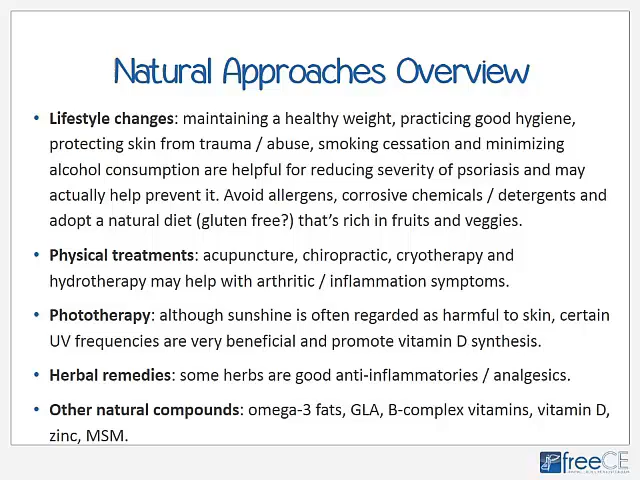 Natural Approaches Overview
• Lifestyle changes: maintaining a healthy weight, practicing good hygiene,
protecting skin from trauma / abuse, smoking cessation and minimizing
alcohol consumption are helpful for reducing severity of psoriasis and may
actually help prevent it. Avoid allergens, corrosive chemicals / detergents and
adopt a natural diet (gluten free?) that's rich in fruits and veggies.
• Physical treatments: acupuncture, chiropractic, cryotherapy and
hydrotherapy may help with arthritic / inflammation symptoms.
• Phototherapy: although sunshine is often regarded as harmful to skin, certain
UV frequencies are very beneficial and promote vitamin D synthesis.
• Herbal remedies: some herbs are good anti-inflammatories / analgesics.
• Other natural compounds: omega-3 fats, GLA, B-complex vitamins, vitamin D,
zinc, MSM.
freeCE